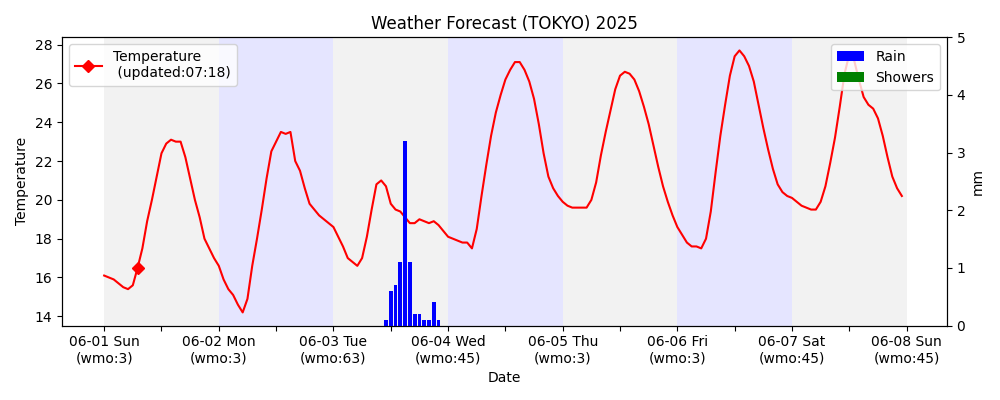 Weather Forecast (TOKYO) 2025
Temperature
(updated:07:18)
Rain
Showers
Temperature
28
26
24
22
20
18
16
14
5
4
3
2
1
0
mm
06-01 Sun
(wmo:3)
06-02 Mon
(wmo:3)
06-03 Tue
(wmo:63)
06-04 Wed
(wmo:45)
06-05 Thu
(wmo:3)
06-06 Fri
(wmo:3)
06-07 Sat
(wmo:45)
06-08 Sun
(wmo:45)
Date